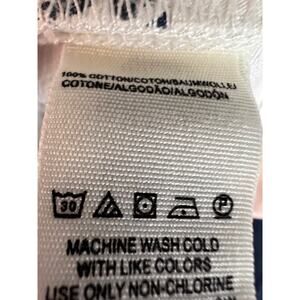 100% COTTON/COTON/BAUMWOLLE/
COTONE/ALGODÃO/ALGODÓN
30 P
MACHINE WASH COLD
WITH LIKE COLORS
USE ONLY NON-CHLORINE